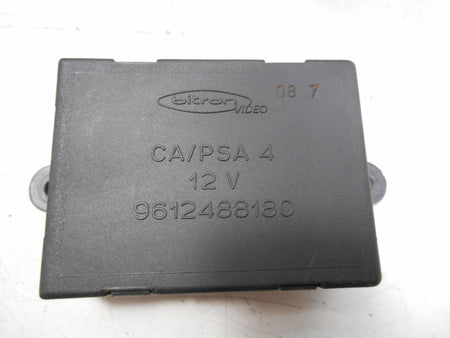 08 7
bitron
VIDEO
CA/PSA 4
12 V
9612488180